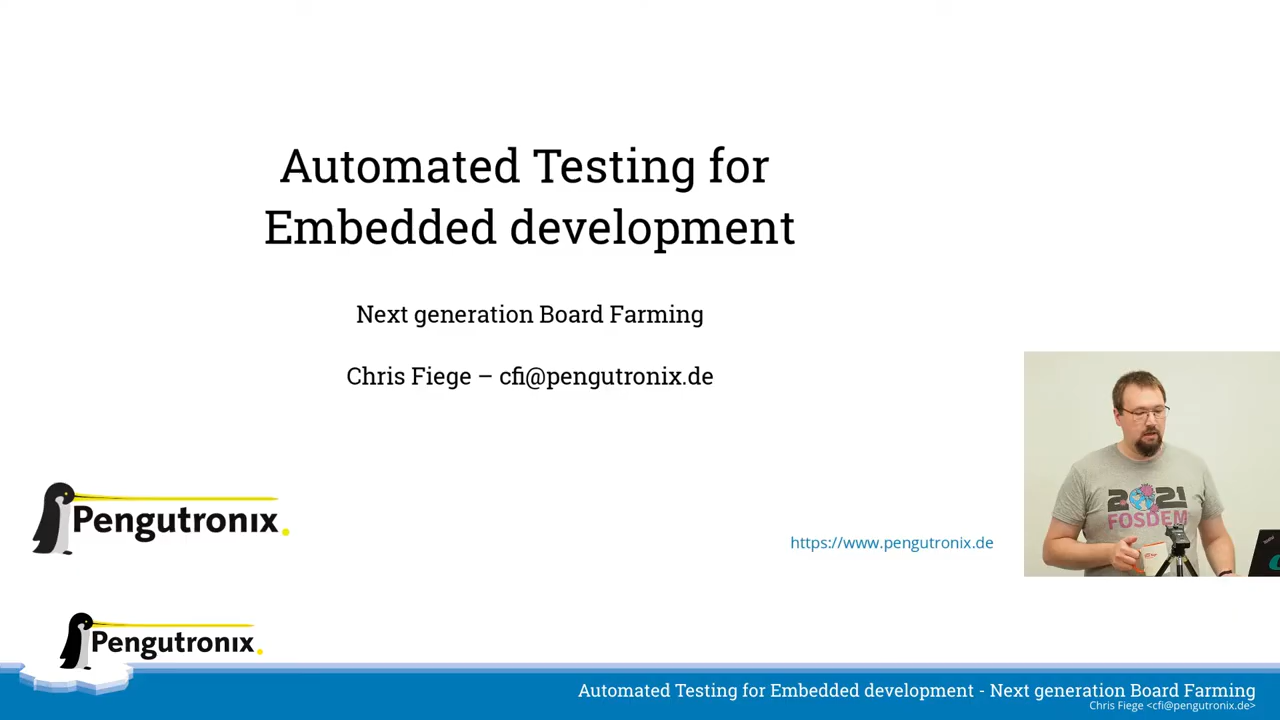 Automated Testing for
Embedded development
Next generation Board Farming
Chris Fiege – cfi@pengutronix.de
Pengutronix.
https://www.pengutronix.de
2021
FOSDEM
Pengutronix.
Automated Testing for Embedded development - Next generation Board Farming
Chris Fiege <cfi@pengutronix.de>